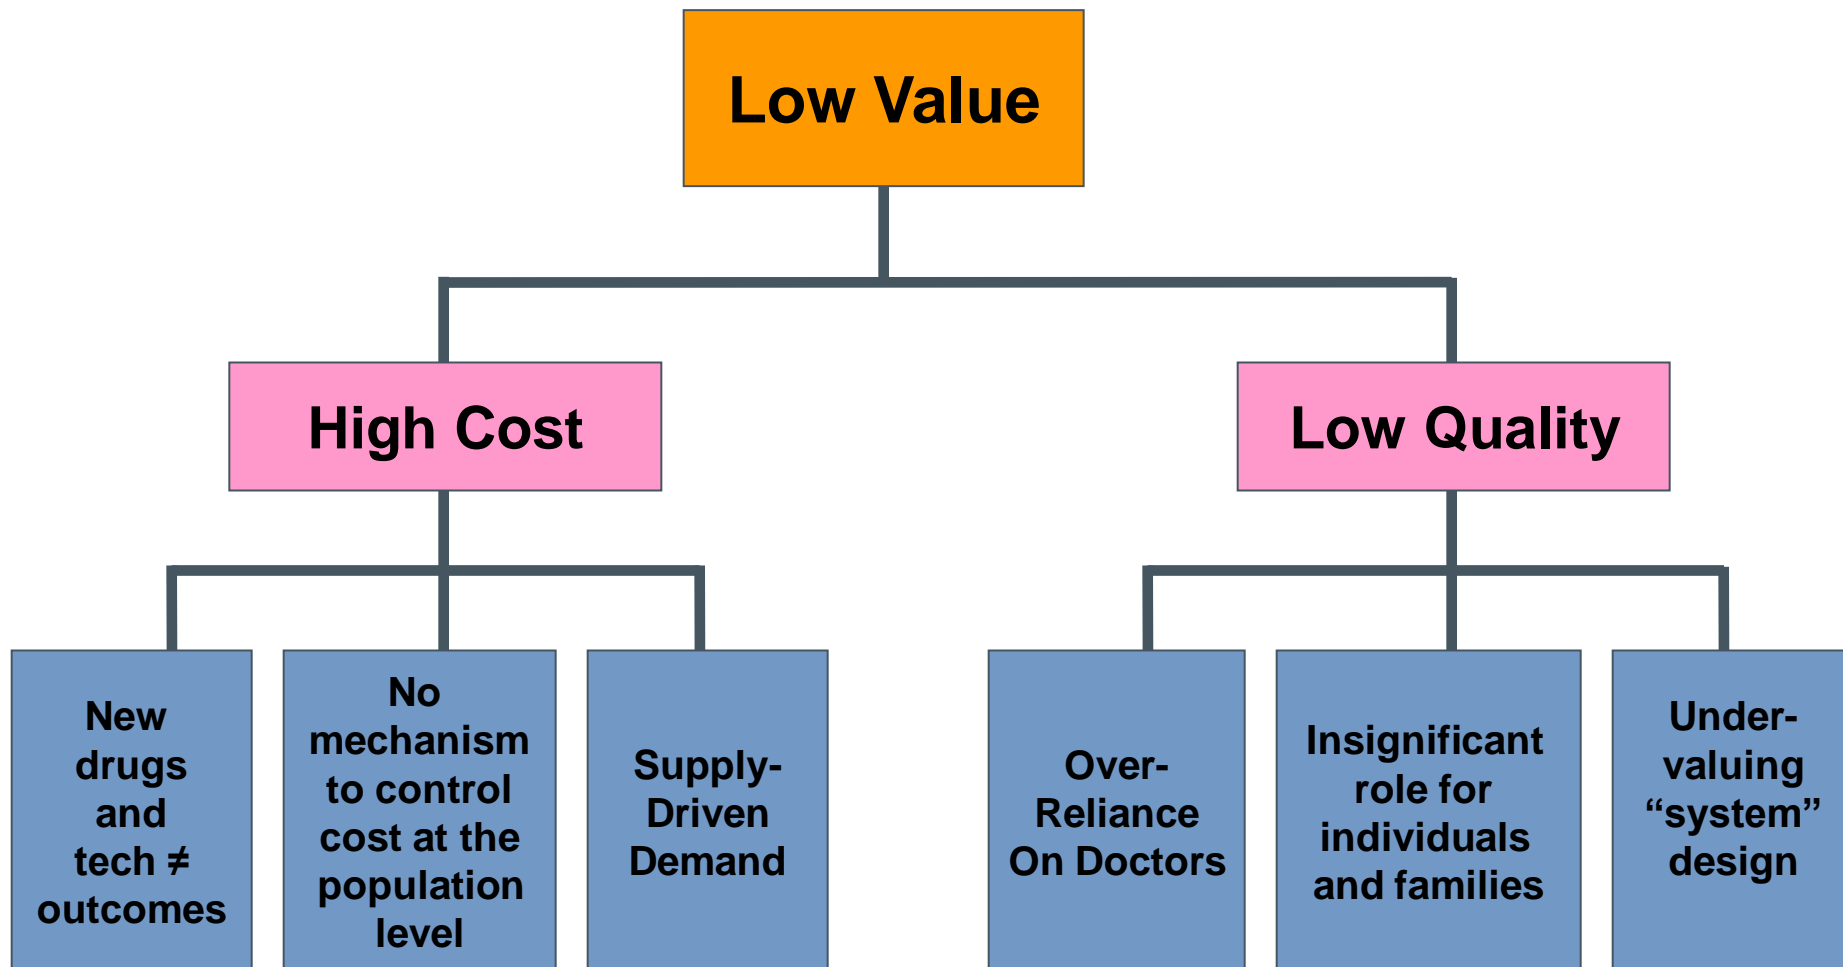 Low Value
High Cost
Low Quality
New
drugs
and
tech ≠
outcomes
No
mechanism
to control
cost at the
population
level
Supply-
Driven
Demand
Over-
Reliance
On Doctors
Insignificant
role for
individuals
and families
Under-
valuing
“system”
design